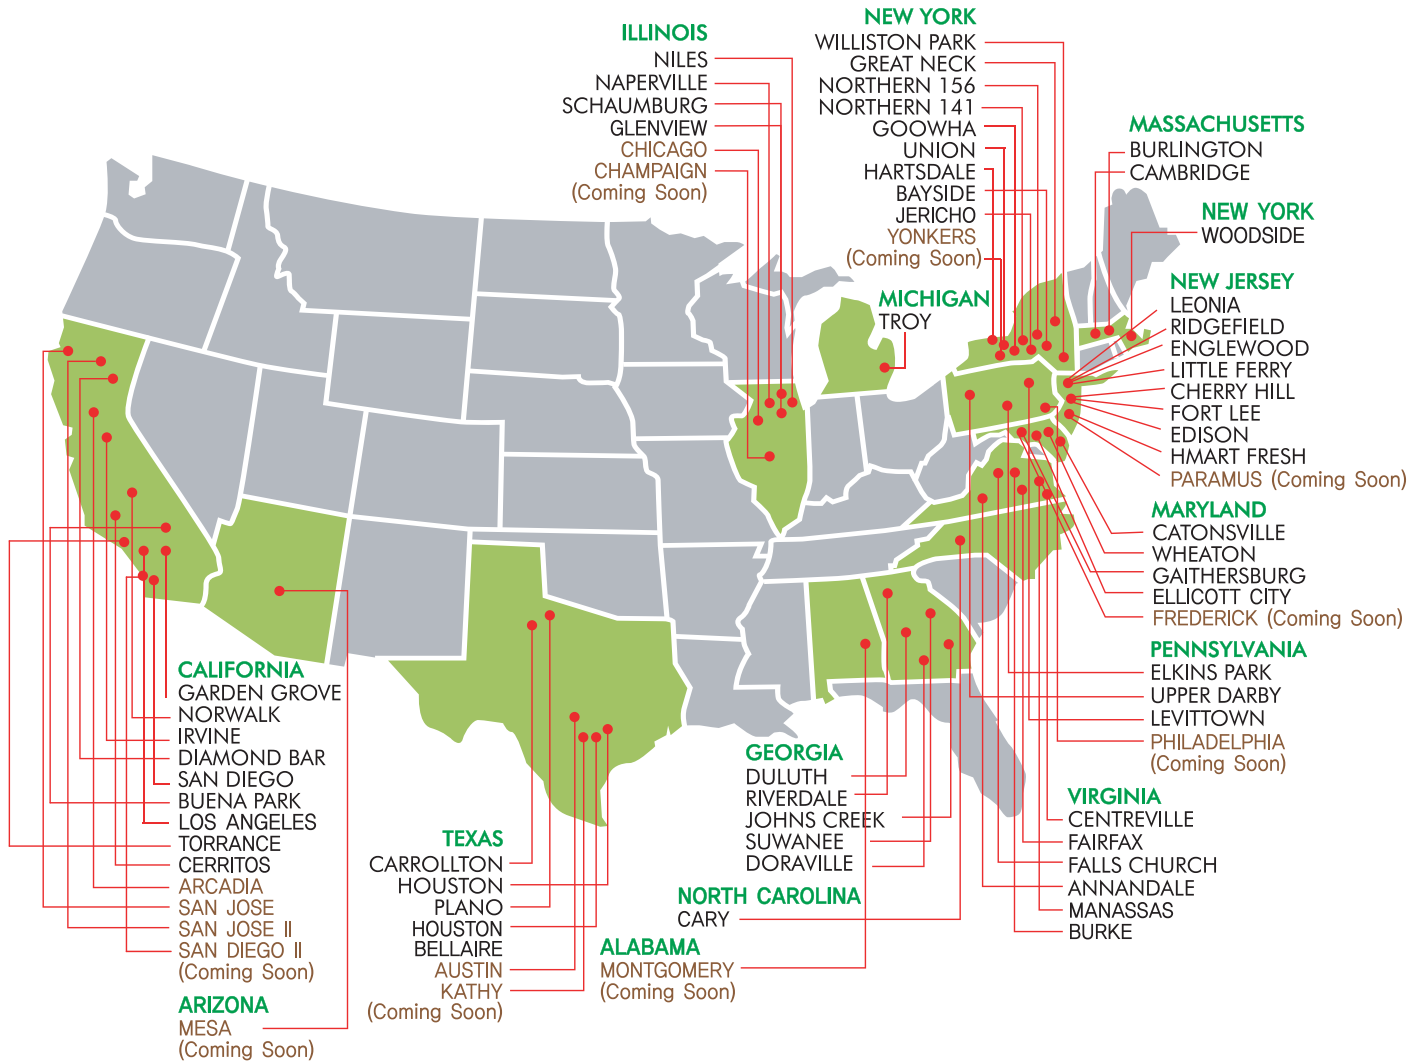 ILLINOIS
NILES
NAPERVILLE
SCHAUMBURG
GLENVIEW
CHICAGO
CHAMPAIGN
(Coming Soon)
NEW YORK
WILLISTON PARK
GREAT NECK
NORTHERN 156
NORTHERN 141
GOOWHA
UNION
HARTSDALE
BAYSIDE
JERICHO
YONKERS
(Coming Soon)
MASSACHUSETTS
BURLINGTON
CAMBRIDGE
NEW YORK
WOODSIDE
MICHIGAN
TROY
NEW JERSEY
LEONIA
RIDGEFIELD
ENGLEWOOD
LITTLE FERRY
CHERRY HILL
FORT LEE
EDISON
HMART FRESH
PARAMUS (Coming Soon)
MARYLAND
CATONSVILLE
WHEATON
GAITHERSBURG
ELLICOTT CITY
FREDERICK (Coming Soon)
PENNSYLVANIA
ELKINS PARK
UPPER DARBY
LEVITTOWN
PHILADELPHIA
(Coming Soon)
VIRGINIA
CENTREVILLE
FAIRFAX
FALLS CHURCH
ANNANDALE
MANASSAS
BURKE
CALIFORNIA
GARDEN GROVE
NORWALK
IRVINE
DIAMOND BAR
SAN DIEGO
BUENA PARK
LOS ANGELES
TORRANCE
CERRITOS
ARCADIA
SAN JOSE
SAN JOSE II
SAN DIEGO II
(Coming Soon)
ARIZONA
MESA
(Coming Soon)
TEXAS
CARROLLTON
HOUSTON
PLANO
HOUSTON
BELLAIRE
AUSTIN
KATHY
(Coming Soon)
GEORGIA
DULUTH
RIVERDALE
JOHNS CREEK
SUWANEE
DORAVILLE
NORTH CAROLINA
CARY
ALABAMA
MONTGOMERY
(Coming Soon)